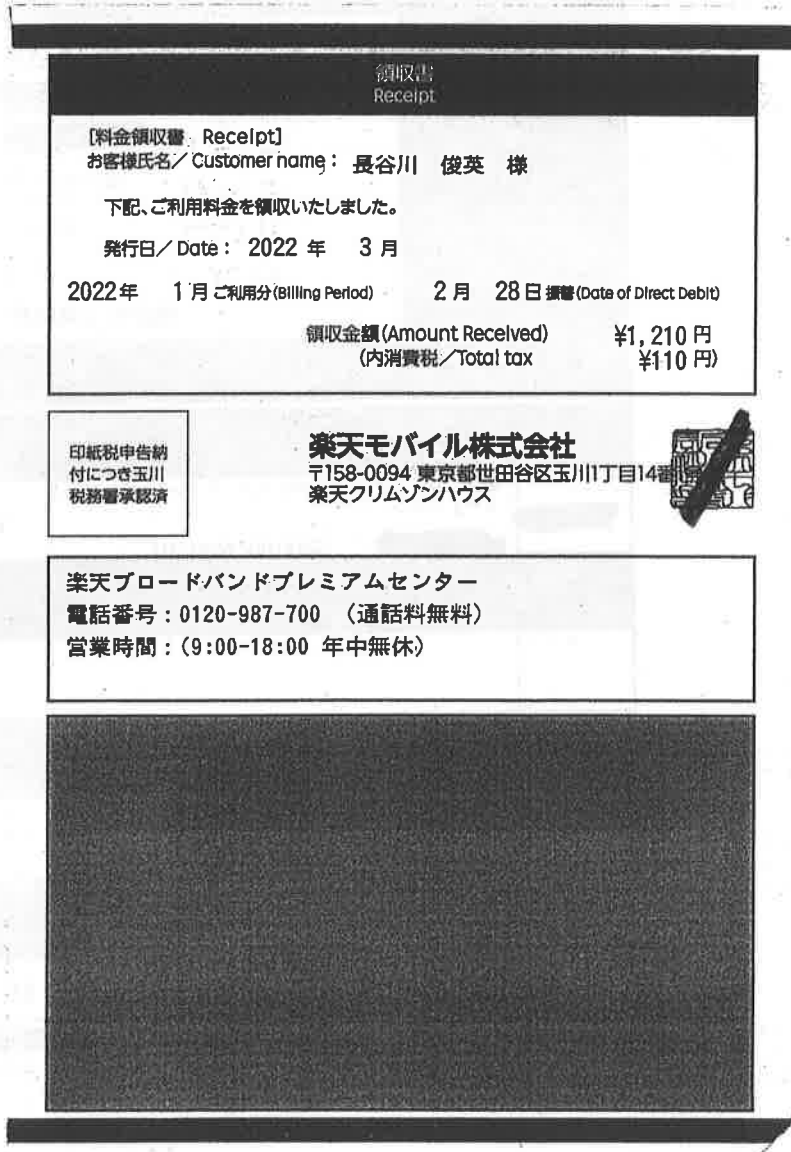 領収書
Receipt
[料金領収書 Receipt]
お客様氏名／Customer name： 長谷川 俊英 様
下記、ご利用料金を領収いたしました。
発行日／Date： 2022 年 3 月
2022年 1 月 ご利用分(Billing Period) 2 月 28 日 振替(Date of Direct Debit)
領収金額(Amount Received) ¥1,210 円
(内消費税／Total tax ¥110 円)
印紙税申告納
付につき玉川
税務署承認済
楽天モバイル株式会社
〒158-0094 東京都世田谷区玉川1丁目14番
楽天クリムゾンハウス
楽天ブロードバンドプレミアムセンター
電話番号：0120-987-700 （通話料無料）
営業時間：(9:00-18:00 年中無休)